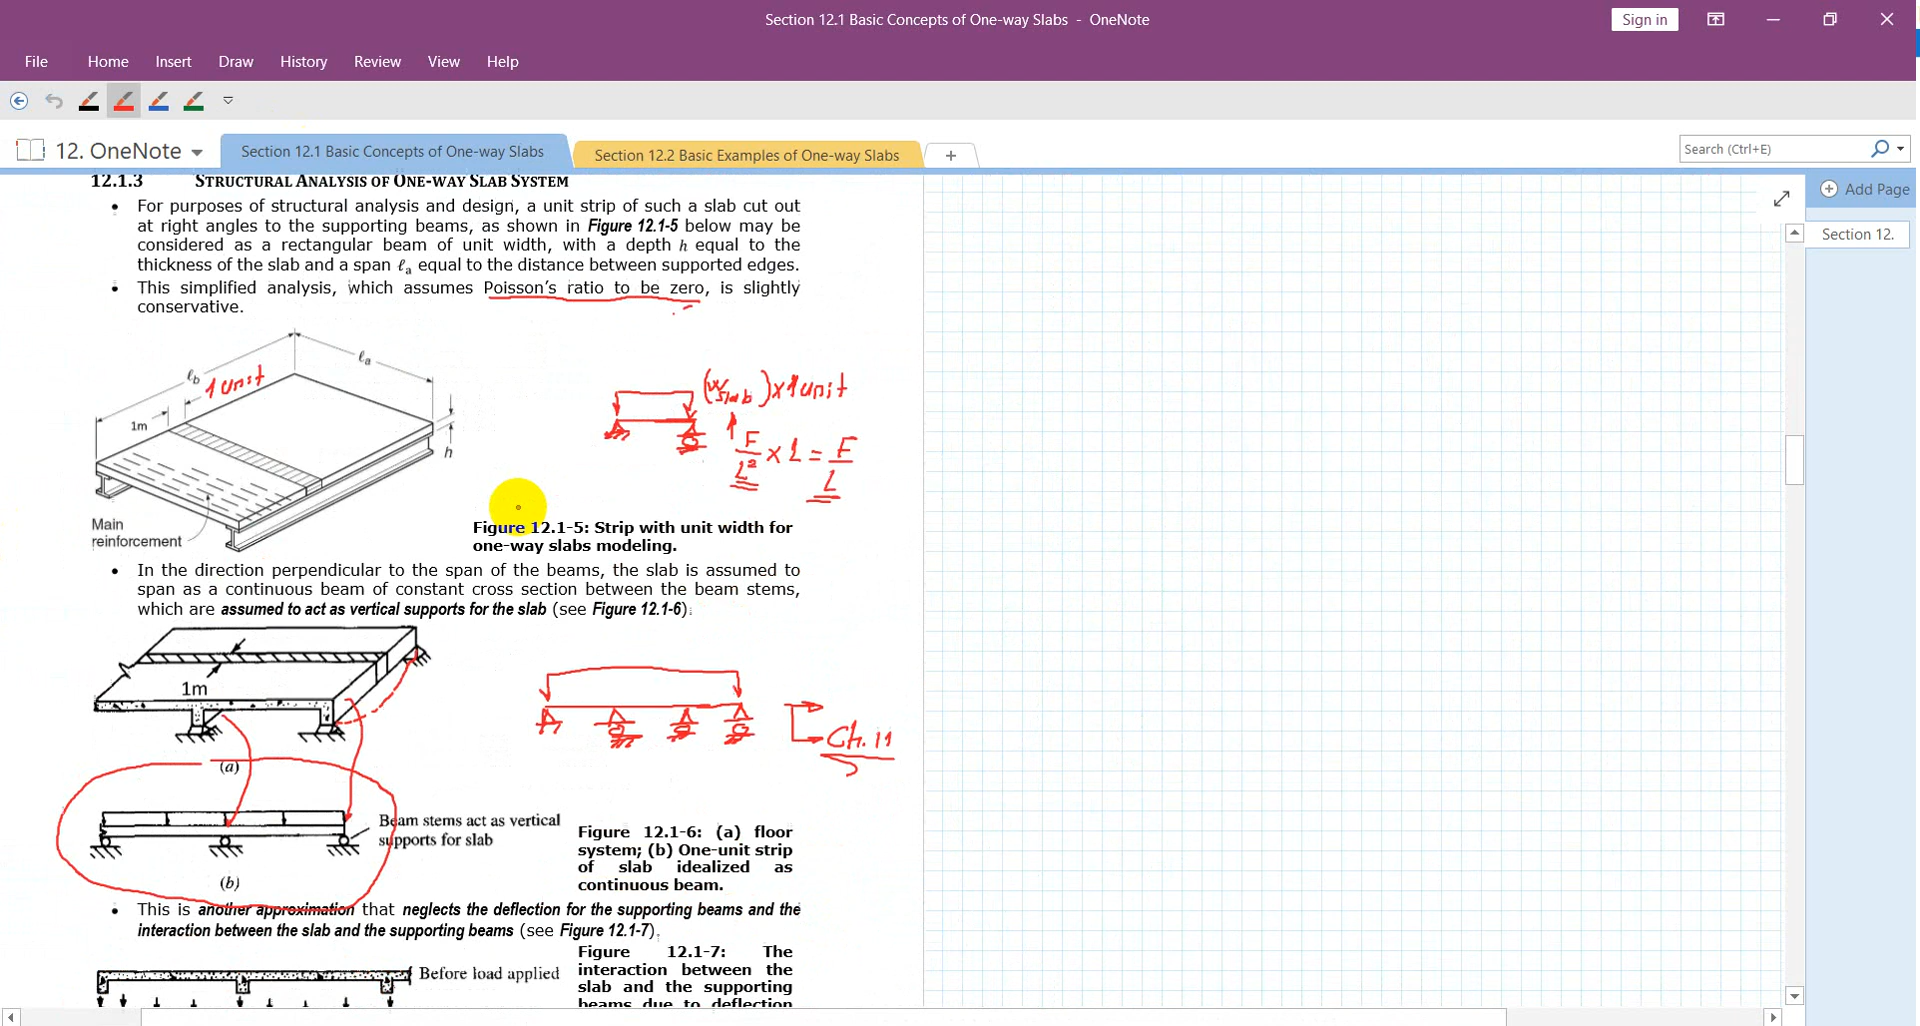 Section 12.1 Basic Concepts of One-way Slabs - OneNote
Sign in
File Home Insert Draw History Review View Help
12. OneNote
Section 12.1 Basic Concepts of One-way Slabs
Section 12.2 Basic Examples of One-way Slabs
+
Search (Ctrl+E)
Add Page
Section 12.
12.1.3 STRUCTURAL ANALYSIS OF ONE-WAY SLAB SYSTEM
• For purposes of structural analysis and design, a unit strip of such a slab cut out
at right angles to the supporting beams, as shown in Figure 12.1-5 below may be
considered as a rectangular beam of unit width, with a depth h equal to the
thickness of the slab and a span ℓa equal to the distance between supported edges.
• This simplified analysis, which assumes Poisson's ratio to be zero, is slightly
conservative.
ℓa
ℓb
1 unit
1m
h
Main
reinforcement
(Wslab) x 1 unit
F/L² x L = F/L
Figure 12.1-5: Strip with unit width for
one-way slabs modeling.
• In the direction perpendicular to the span of the beams, the slab is assumed to
span as a continuous beam of constant cross section between the beam stems,
which are assumed to act as vertical supports for the slab (see Figure 12.1-6).
1m
(a)
Ch. 11
Beam stems act as vertical
supports for slab
(b)
Figure 12.1-6: (a) floor
system; (b) One-unit strip
of slab idealized as
continuous beam.
• This is another approximation that neglects the deflection for the supporting beams and the
interaction between the slab and the supporting beams (see Figure 12.1-7).
Before load applied
Figure 12.1-7: The
interaction between the
slab and the supporting
beams due to deflection